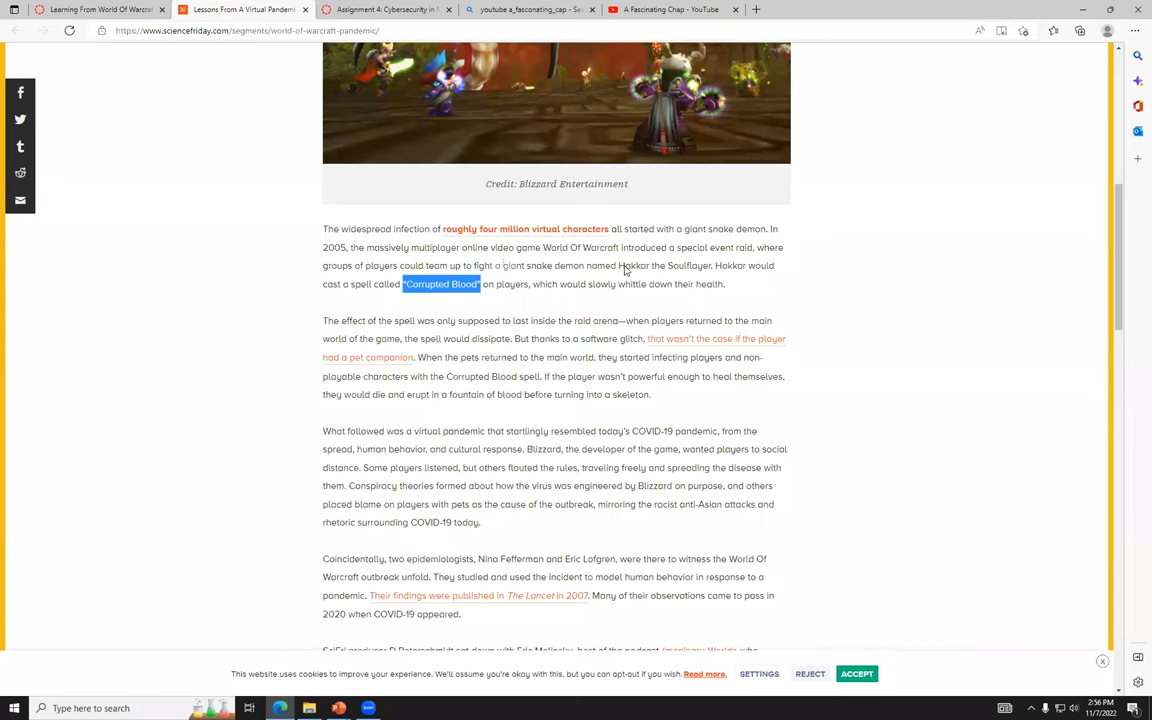 Learning From World Of Warcraf
Lessons From A Virtual Pandemi
Assignment 4: Cybersecurity in I
youtube a_fasconating_cap - Sea
A Fascinating Chap - YouTube
https://www.sciencefriday.com/segments/world-of-warcraft-pandemic/
Credit: Blizzard Entertainment
The widespread infection of roughly four million virtual characters all started with a giant snake demon. In
2005, the massively multiplayer online video game World Of Warcraft introduced a special event raid, where
groups of players could team up to fight a giant snake demon named Hakkar the Soulflayer. Hakkar would
cast a spell called “Corrupted Blood” on players, which would slowly whittle down their health.
The effect of the spell was only supposed to last inside the raid arena—when players returned to the main
world of the game, the spell would dissipate. But thanks to a software glitch, that wasn’t the case if the player
had a pet companion. When the pets returned to the main world, they started infecting players and non-
playable characters with the Corrupted Blood spell. If the player wasn’t powerful enough to heal themselves,
they would die and erupt in a fountain of blood before turning into a skeleton.
What followed was a virtual pandemic that startlingly resembled today’s COVID-19 pandemic, from the
spread, human behavior, and cultural response. Blizzard, the developer of the game, wanted players to social
distance. Some players listened, but others flouted the rules, traveling freely and spreading the disease with
them. Conspiracy theories formed about how the virus was engineered by Blizzard on purpose, and others
placed blame on players with pets as the cause of the outbreak, mirroring the racist anti-Asian attacks and
rhetoric surrounding COVID-19 today.
Coincidentally, two epidemiologists, Nina Fefferman and Eric Lofgren, were there to witness the World Of
Warcraft outbreak unfold. They studied and used the incident to model human behavior in response to a
pandemic. Their findings were published in The Lancet in 2007. Many of their observations came to pass in
2020 when COVID-19 appeared.
SciFri producer D Peterschmidt sat down with Eric Molinsky, host of the podcast Imaginary Worlds, who
This website uses cookies to improve your experience. We'll assume you're okay with this, but you can opt-out if you wish. Read more.
SETTINGS
REJECT
ACCEPT
Type here to search
2:56 PM
11/7/2022